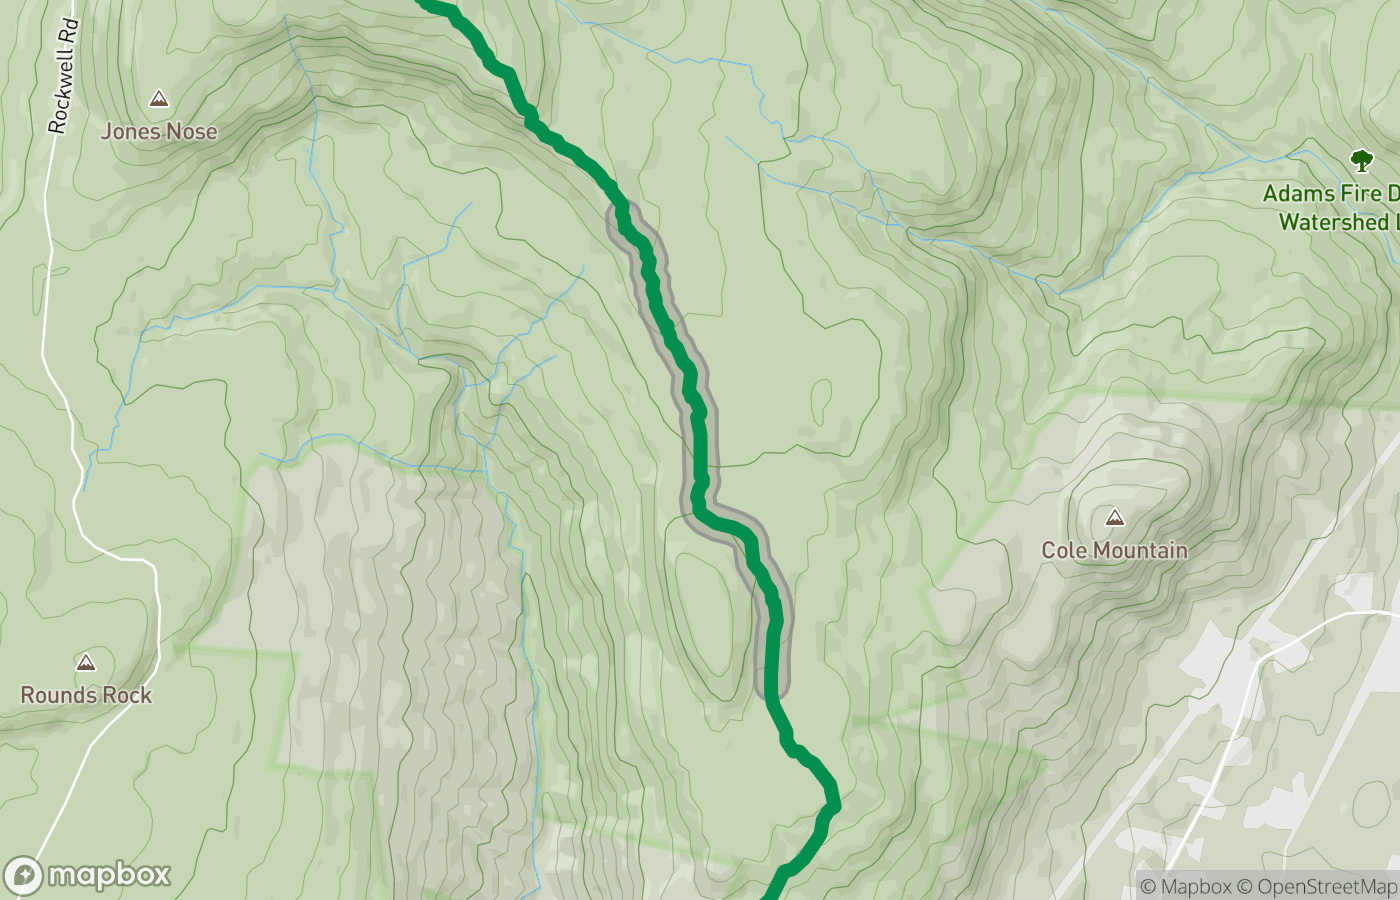 Rockwell Rd
Jones Nose
Adams Fire D
Watershed L
Cole Mountain
Rounds Rock
mapbox
© Mapbox © OpenStreetMap